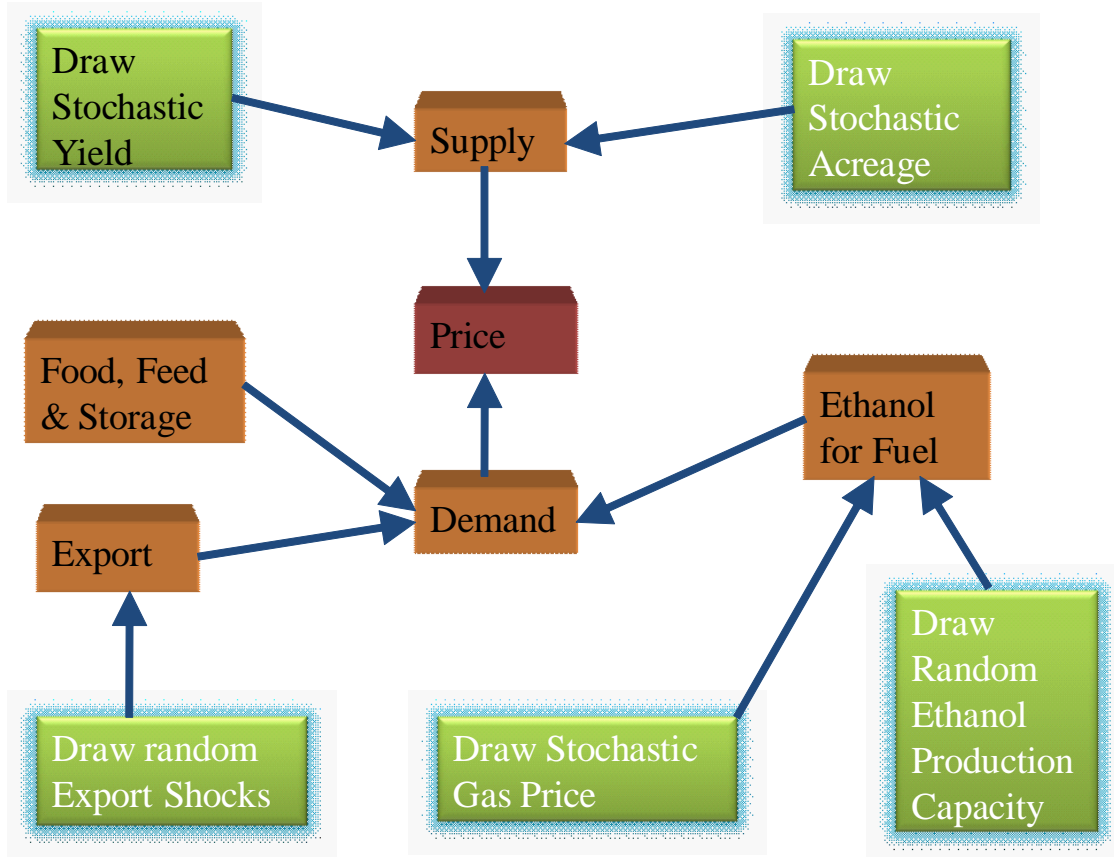 Draw
Stochastic
Yield
Supply
Draw
Stochastic
Acreage
Price
Food, Feed
& Storage
Ethanol
for Fuel
Demand
Export
Draw random
Export Shocks
Draw Stochastic
Gas Price
Draw
Random
Ethanol
Production
Capacity